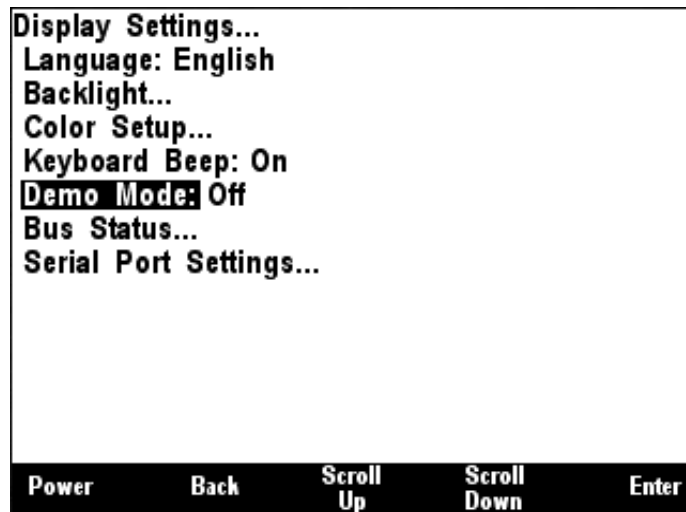 Display Settings...
Language: English
Backlight...
Color Setup...
Keyboard Beep: On
Demo Mode: Off
Bus Status...
Serial Port Settings...
Power Back Scroll Up Scroll Down Enter